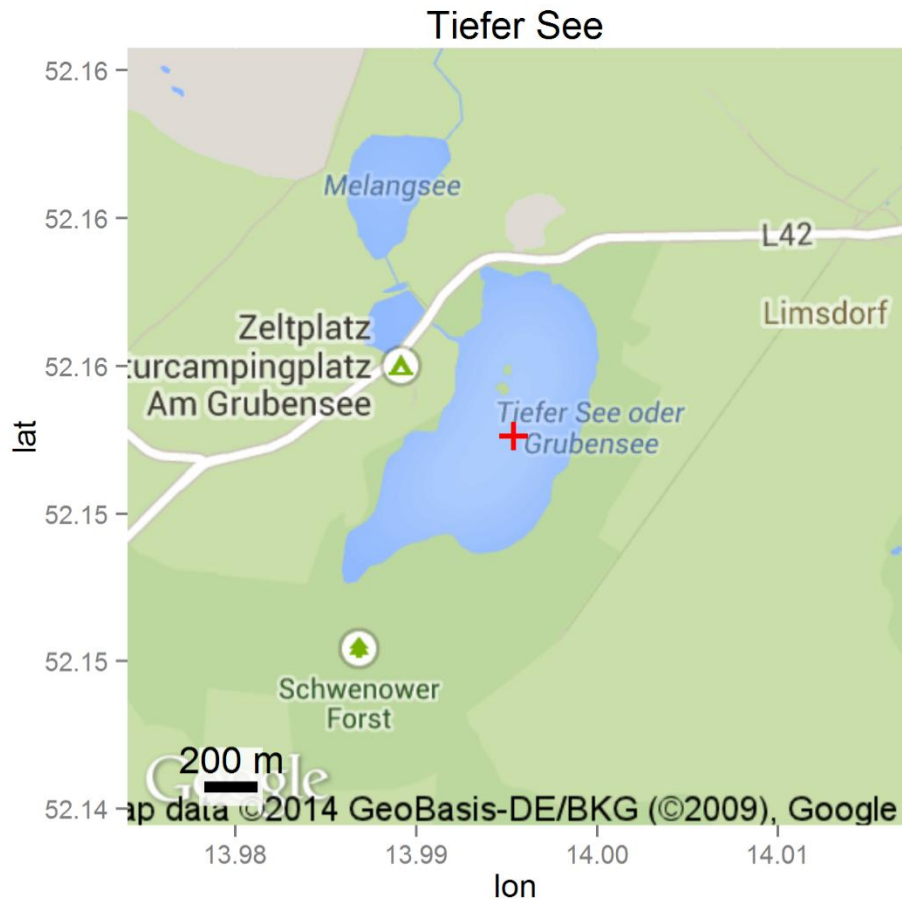 Tiefer See
52.16
Melangsee
52.16
L42
Limsdorf
Zeltplatz
52.16
turcampingplatz
Am Grubensee
Tiefer See oder
Grubensee
lat
52.15
52.15
Schwenower
Forst
200 m
Google
52.14
ap data ©2014 GeoBasis-DE/BKG (©2009), Google
13.98
13.99
14.00
14.01
lon